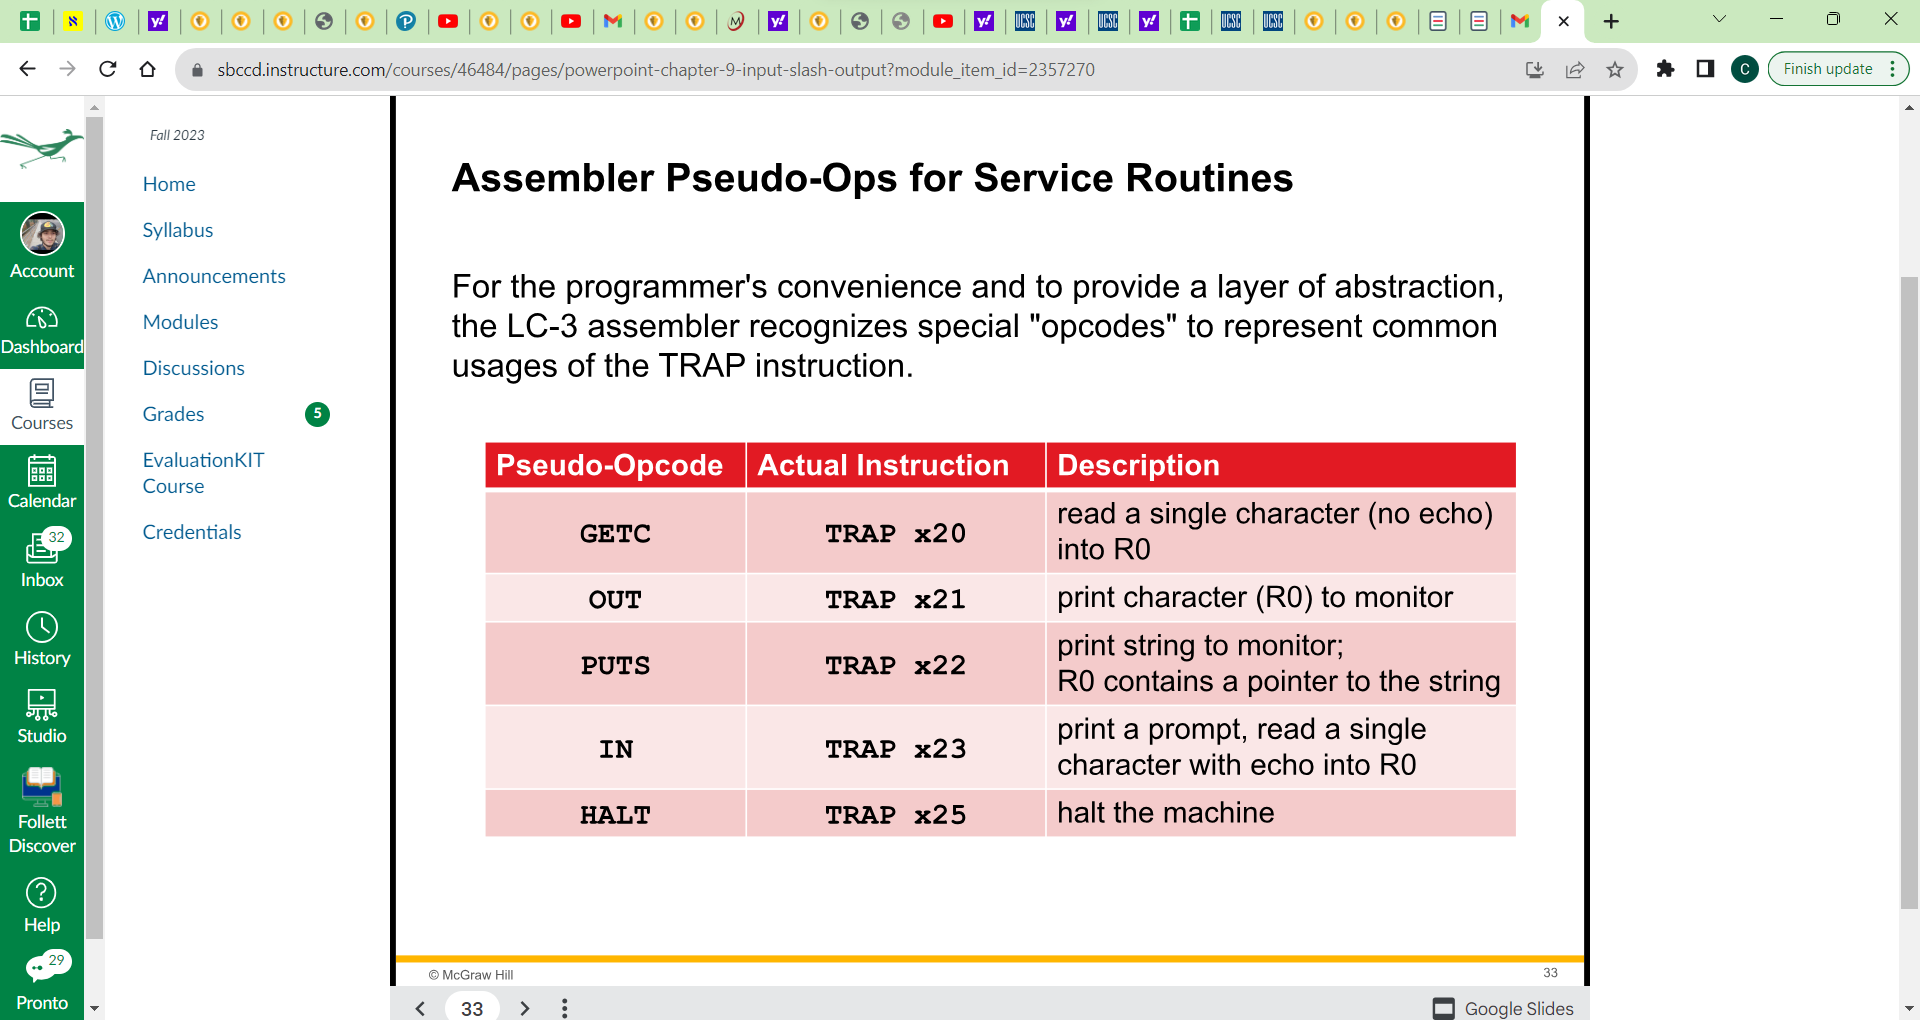 sbccd.instructure.com/courses/46484/pages/powerpoint-chapter-9-input-slash-output?module_item_id=2357270
C
Finish update
Account
Dashboard
Courses
Calendar
32
Inbox
History
Studio
Follett
Discover
Help
29
Pronto
Fall 2023
Home
Syllabus
Announcements
Modules
Discussions
Grades
5
EvaluationKIT
Course
Credentials
Assembler Pseudo-Ops for Service Routines
For the programmer's convenience and to provide a layer of abstraction,
the LC-3 assembler recognizes special "opcodes" to represent common
usages of the TRAP instruction.
Pseudo-Opcode Actual Instruction Description
GETC TRAP x20 read a single character (no echo)
into R0
OUT TRAP x21 print character (R0) to monitor
PUTS TRAP x22 print string to monitor;
R0 contains a pointer to the string
IN TRAP x23 print a prompt, read a single
character with echo into R0
HALT TRAP x25 halt the machine
© McGraw Hill
33
33
Google Slides